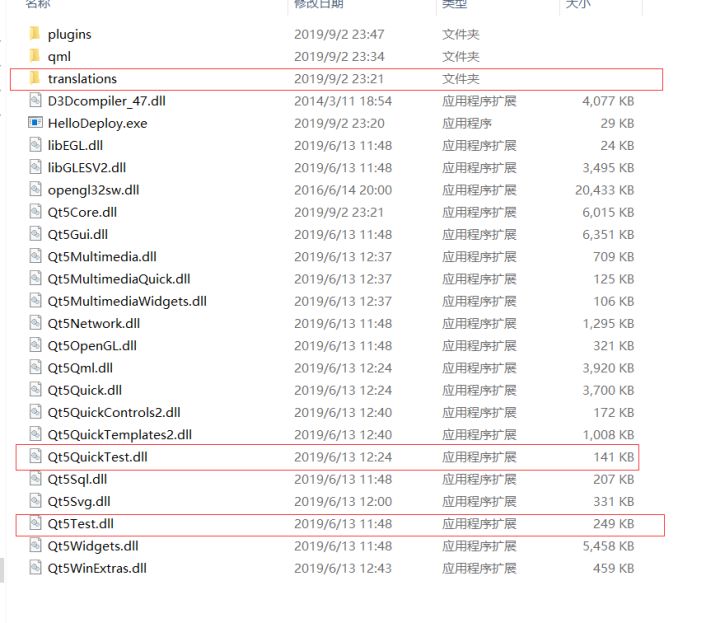 名称 修改日期 类型 大小
plugins 2019/9/2 23:47 文件夹
qml 2019/9/2 23:34 文件夹
translations 2019/9/2 23:21 文件夹
D3Dcompiler_47.dll 2014/3/11 18:54 应用程序扩展 4,077 KB
HelloDeploy.exe 2019/9/2 23:20 应用程序 29 KB
libEGL.dll 2019/6/13 11:48 应用程序扩展 24 KB
libGLESV2.dll 2019/6/13 11:48 应用程序扩展 3,495 KB
opengl32sw.dll 2016/6/14 20:00 应用程序扩展 20,433 KB
Qt5Core.dll 2019/9/2 23:21 应用程序扩展 6,015 KB
Qt5Gui.dll 2019/6/13 11:48 应用程序扩展 6,351 KB
Qt5Multimedia.dll 2019/6/13 12:37 应用程序扩展 709 KB
Qt5MultimediaQuick.dll 2019/6/13 12:37 应用程序扩展 125 KB
Qt5MultimediaWidgets.dll 2019/6/13 12:37 应用程序扩展 106 KB
Qt5Network.dll 2019/6/13 11:48 应用程序扩展 1,295 KB
Qt5OpenGL.dll 2019/6/13 11:48 应用程序扩展 321 KB
Qt5Qml.dll 2019/6/13 12:24 应用程序扩展 3,920 KB
Qt5Quick.dll 2019/6/13 12:24 应用程序扩展 3,700 KB
Qt5QuickControls2.dll 2019/6/13 12:40 应用程序扩展 172 KB
Qt5QuickTemplates2.dll 2019/6/13 12:40 应用程序扩展 1,008 KB
Qt5QuickTest.dll 2019/6/13 12:24 应用程序扩展 141 KB
Qt5Sql.dll 2019/6/13 11:48 应用程序扩展 207 KB
Qt5Svg.dll 2019/6/13 12:00 应用程序扩展 331 KB
Qt5Test.dll 2019/6/13 11:48 应用程序扩展 249 KB
Qt5Widgets.dll 2019/6/13 11:48 应用程序扩展 5,458 KB
Qt5WinExtras.dll 2019/6/13 12:43 应用程序扩展 459 KB